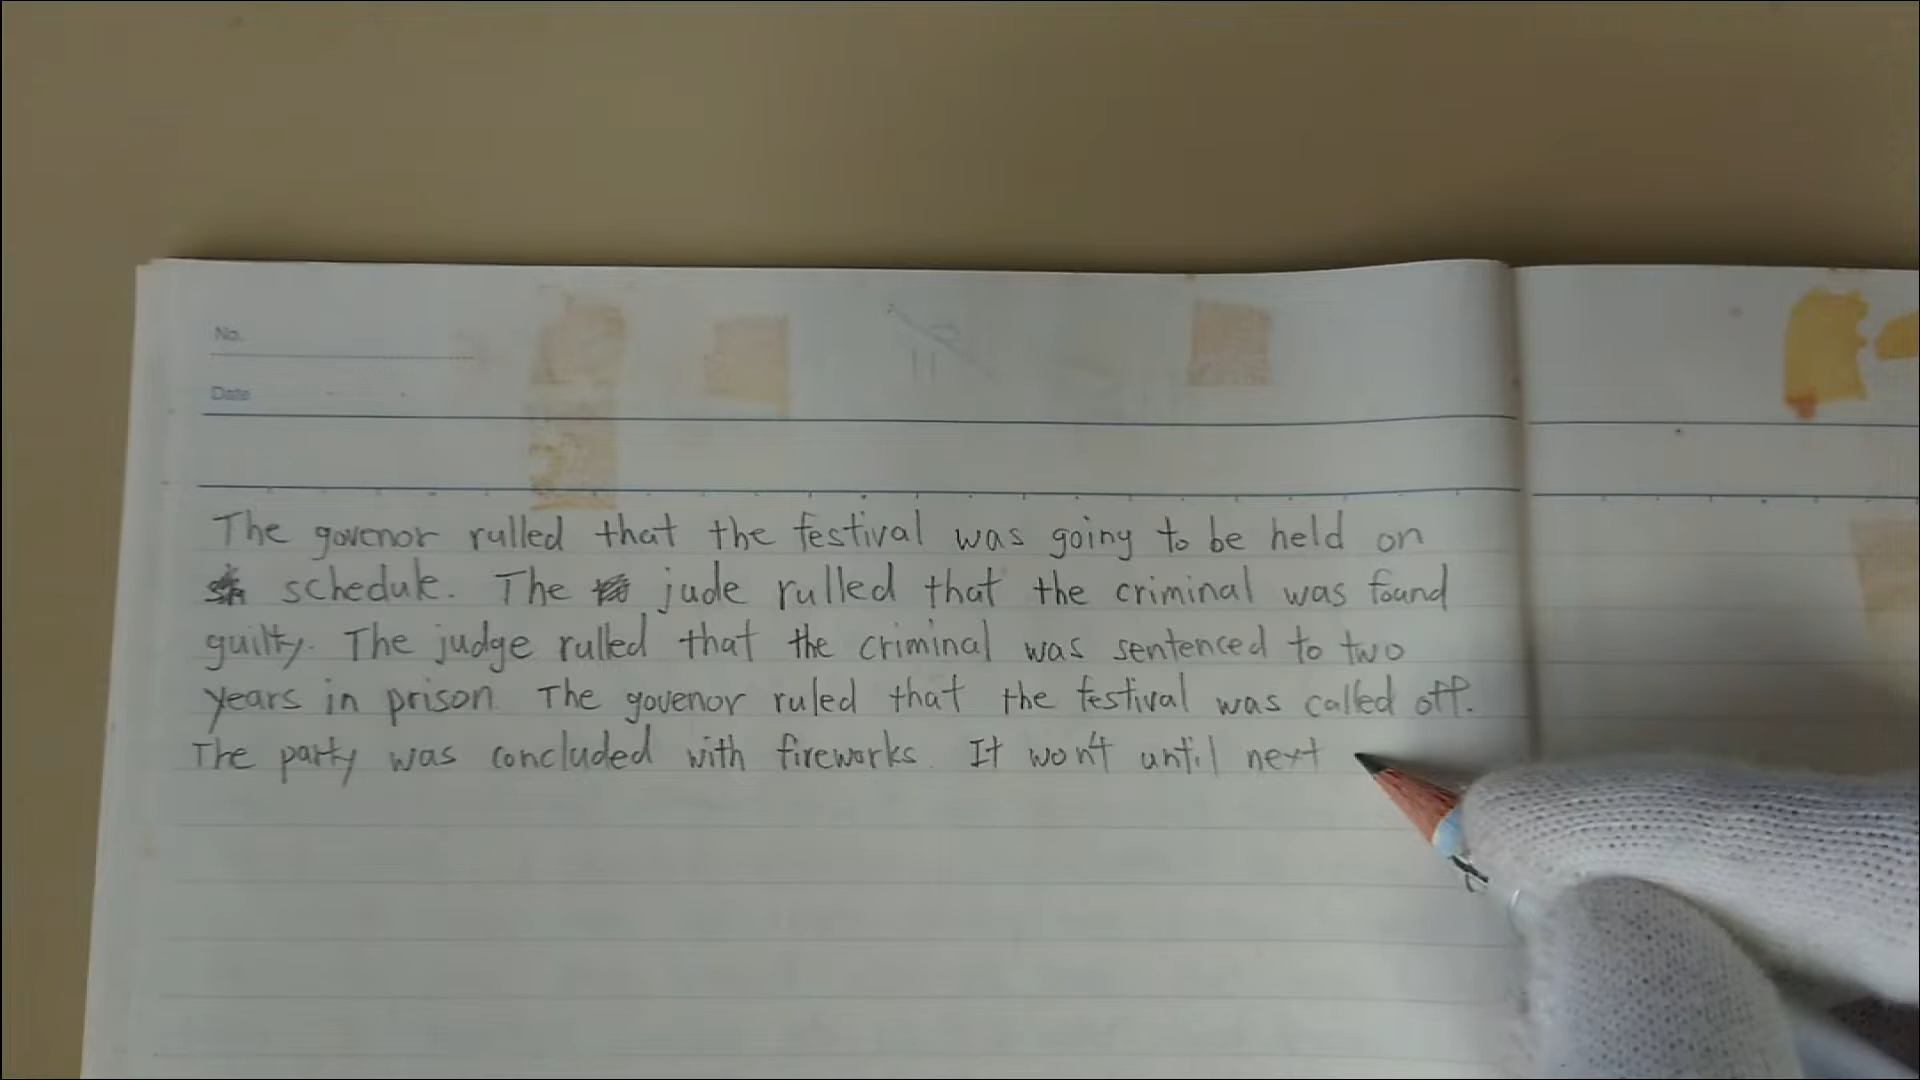 No.
Date
The govenor rulled that the festival was going to be held on
schedule. The jude rulled that the criminal was found
guilty. The judge rulled that the criminal was sentenced to two
years in prison The govenor ruled that the festival was called off.
The party was concluded with fireworks. It won't until next